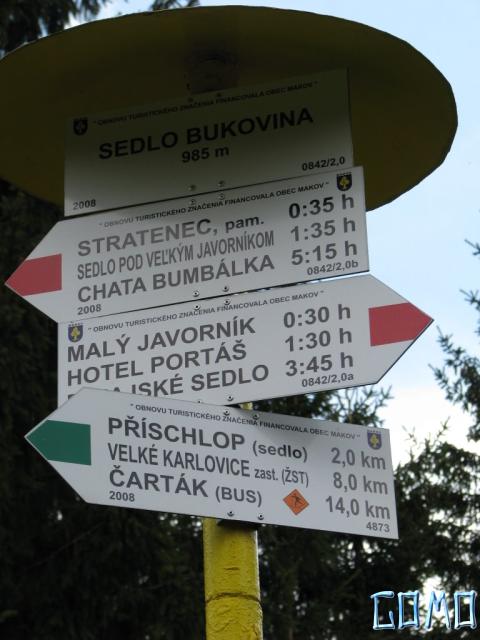 " OBNOVU TURISTICKÉHO ZNAČENIA FINANCOVALA OBEC MAKOV "
SEDLO BUKOVINA
985 m
2008 0842/2,0
" OBNOVU TURISTICKÉHO ZNAČENIA FINANCOVALA OBEC MAKOV "
STRATENEC, pam. 0:35 h
SEDLO POD VEĽKÝM JAVORNÍKOM 1:35 h
CHATA BUMBÁLKA 5:15 h
2008 0842/2,0b
" OBNOVU TURISTICKÉHO ZNAČENIA FINANCOVALA OBEC MAKOV "
MALÝ JAVORNÍK 0:30 h
HOTEL PORTÁŠ 1:30 h
SEDLO 3:45 h
0842/2,0a
" OBNOVU TURISTICKÉHO ZNAČENIA FINANCOVALA OBEC MAKOV "
PŘÍSCHLOP (sedlo) 2,0 km
VELKÉ KARLOVICE zast. (ŽST) 8,0 km
ČARTÁK (BUS) 14,0 km
2008 4873
COMO